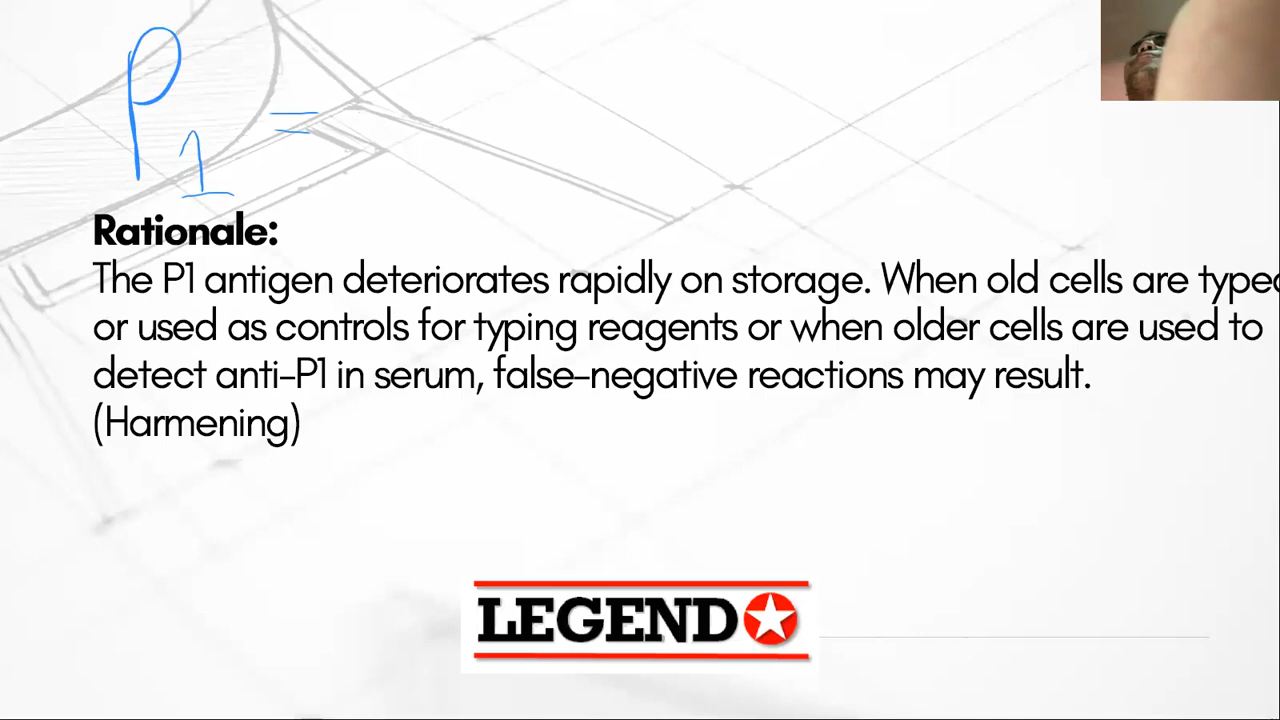 P1 =
Rationale:
The P1 antigen deteriorates rapidly on storage. When old cells are typed
or used as controls for typing reagents or when older cells are used to
detect anti-P1 in serum, false-negative reactions may result.
(Harmening)
LEGEND